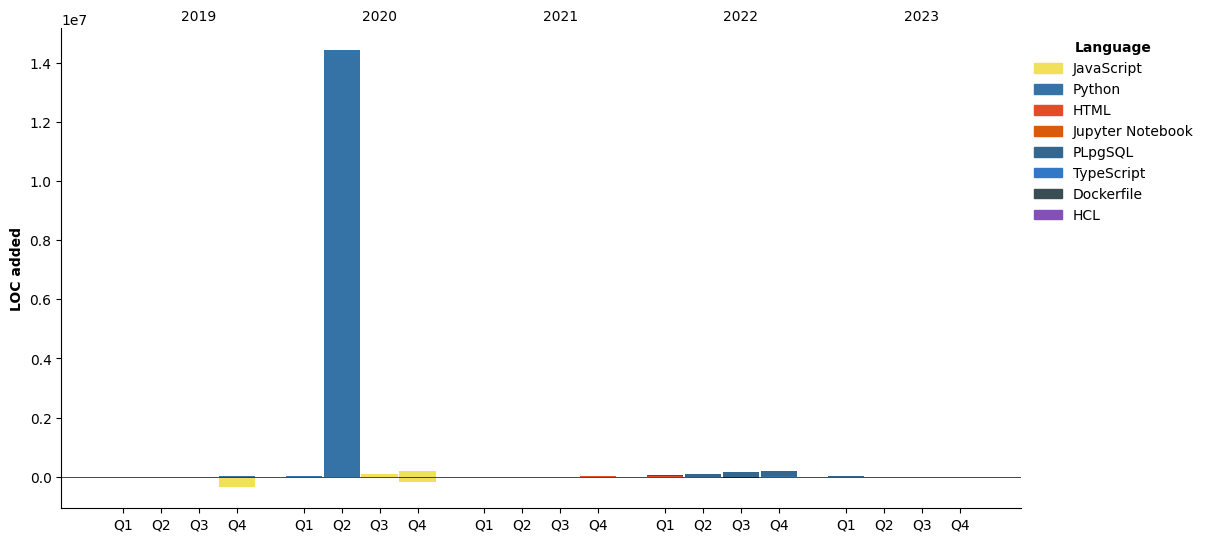 2019 2020 2021 2022 2023
1e7
Language
JavaScript
Python
HTML
Jupyter Notebook
PLpgSQL
TypeScript
Dockerfile
HCL
LOC added
1.4
1.2
1.0
0.8
0.6
0.4
0.2
0.0
Q1 Q2 Q3 Q4 Q1 Q2 Q3 Q4 Q1 Q2 Q3 Q4 Q1 Q2 Q3 Q4 Q1 Q2 Q3 Q4